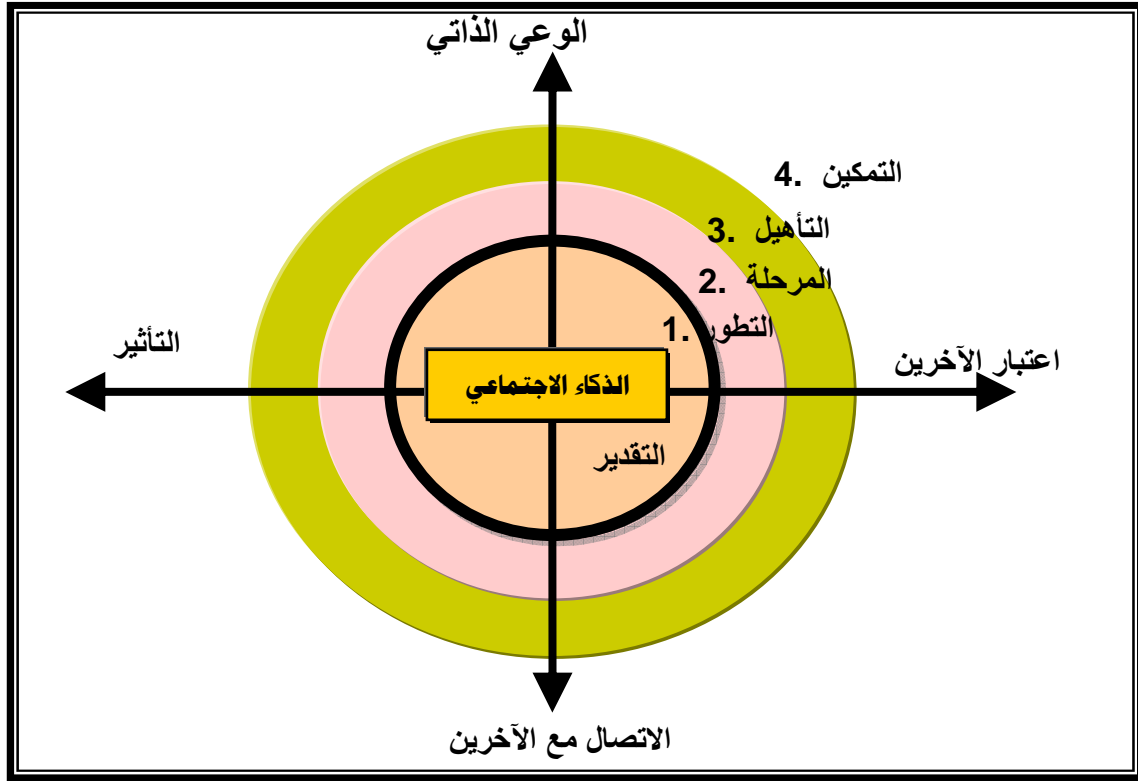 الوعي الذاتي
4. التمكين
3. التأهيل
2. المرحلة
1. التطور
التأثير
اعتبار الآخرين
الذكاء الاجتماعي
التقدير
الاتصال مع الآخرين